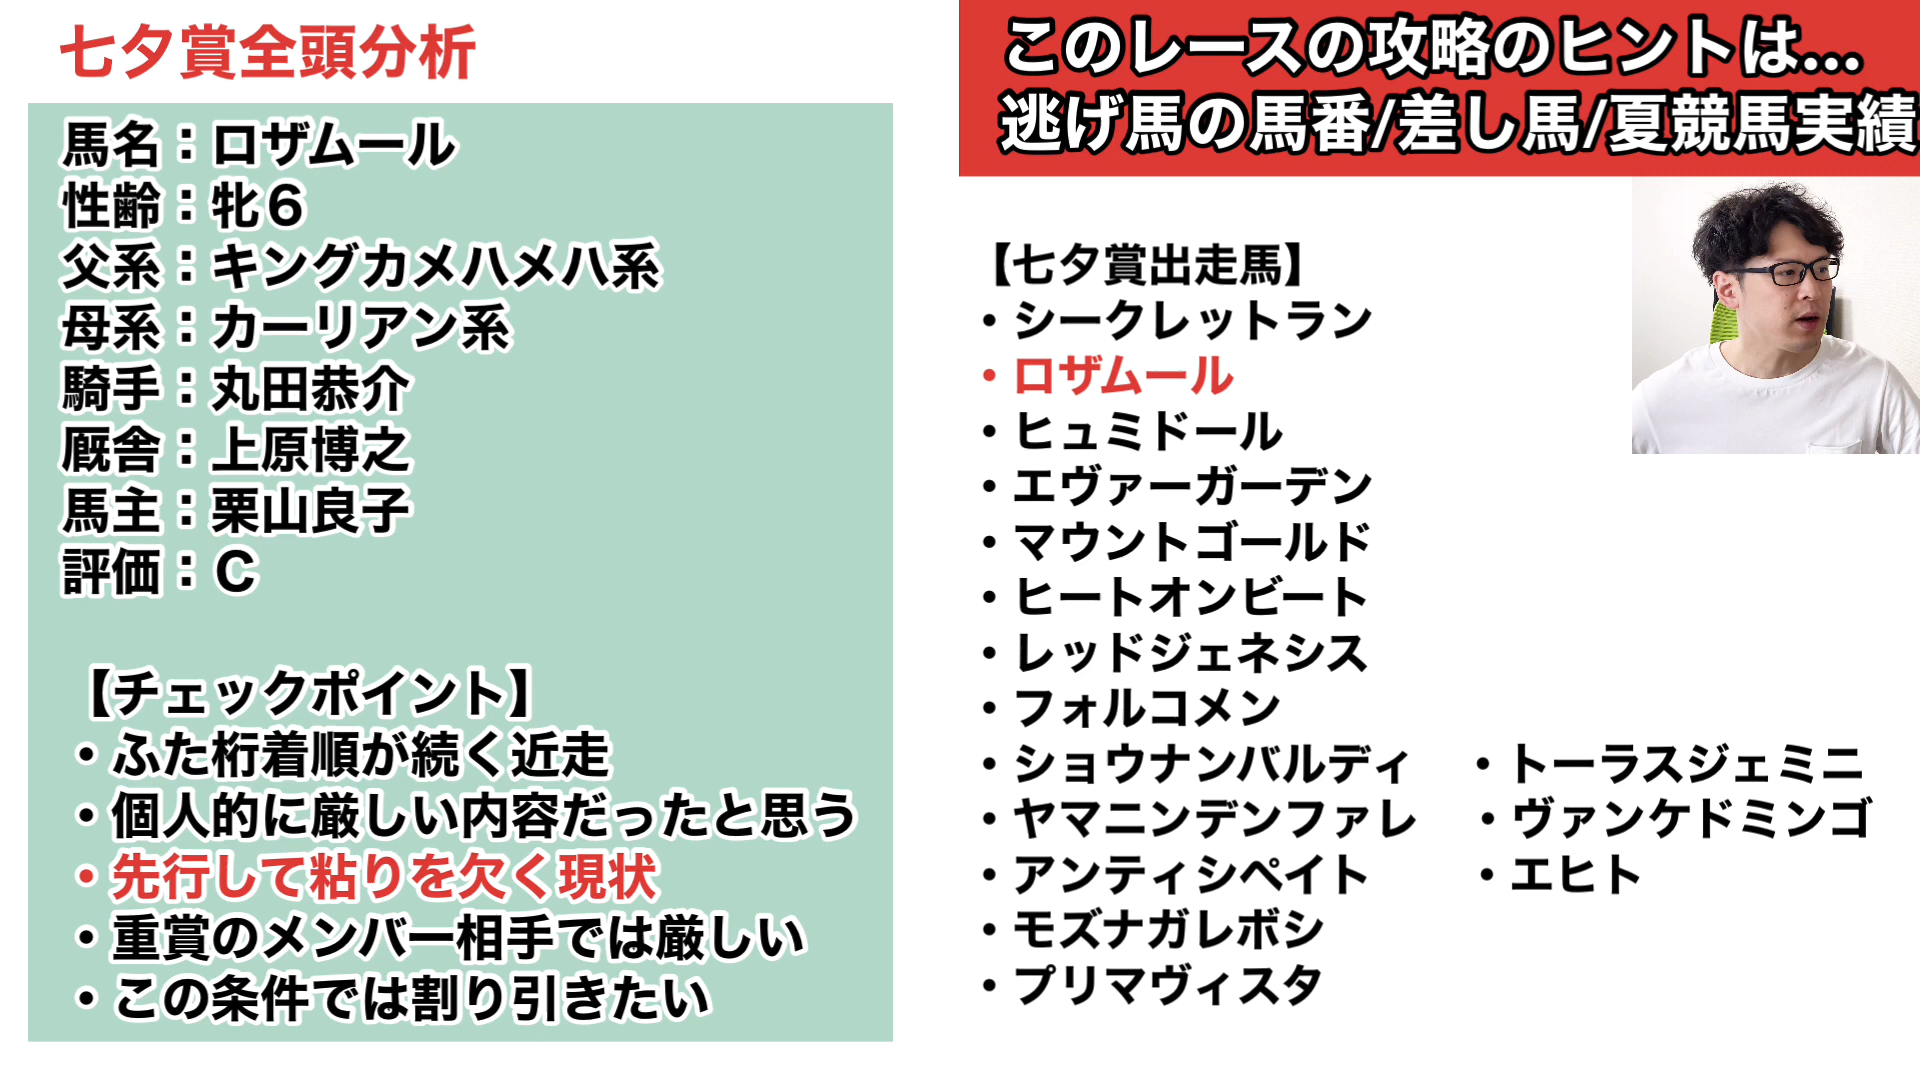 七夕賞全頭分析
馬名：ロザムール
性齢：牝６
父系：キングカメハメハ系
母系：カーリアン系
騎手：丸田恭介
厩舎：上原博之
馬主：栗山良子
評価：Ｃ
【チェックポイント】
・ふた桁着順が続く近走
・個人的に厳しい内容だったと思う
・先行して粘りを欠く現状
・重賞のメンバー相手では厳しい
・この条件では割り引きたい
このレースの攻略のヒントは…
逃げ馬の馬番/差し馬/夏競馬実績
【七夕賞出走馬】
・シークレットラン
・ロザムール
・ヒュミドール
・エヴァーガーデン
・マウントゴールド
・ヒートオンビート
・レッドジェネシス
・フォルコメン
・ショウナンバルディ
・ヤマニンデンファレ
・アンティシペイト
・モズナガレボシ
・プリマヴィスタ
・トーラスジェミニ
・ヴァンケドミンゴ
・エヒト